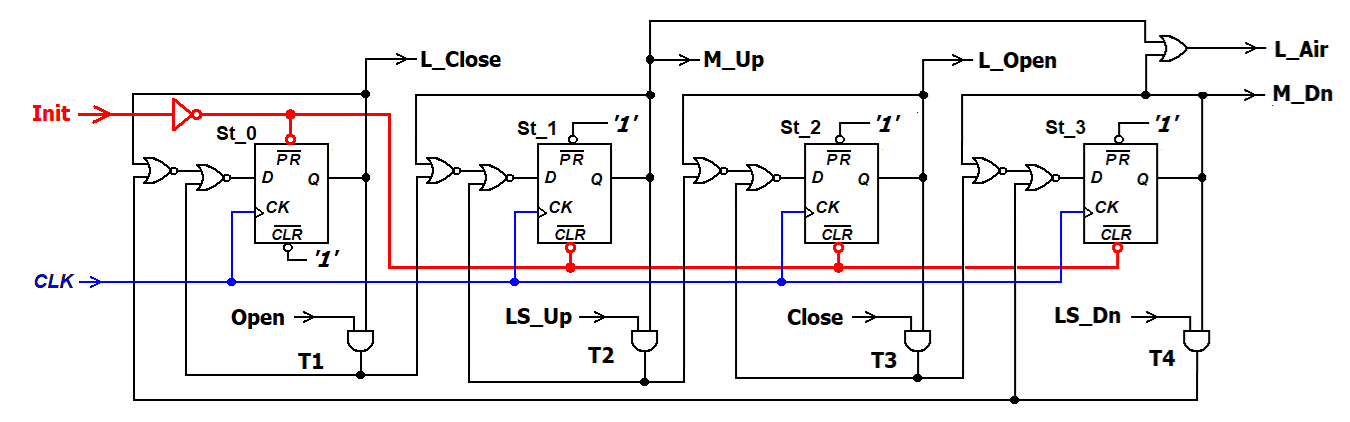 L_Close
M_Up
L_Open
L_Air
M_Dn
Init
St_0
St_1
'1'
St_2
'1'
St_3
'1'
PR
D
Q
CK
CLR
'1'
PR
D
Q
CK
CLR
PR
D
Q
CK
CLR
PR
D
Q
CK
CLR
CLK
Open
LS_Up
Close
LS_Dn
T1
T2
T3
T4